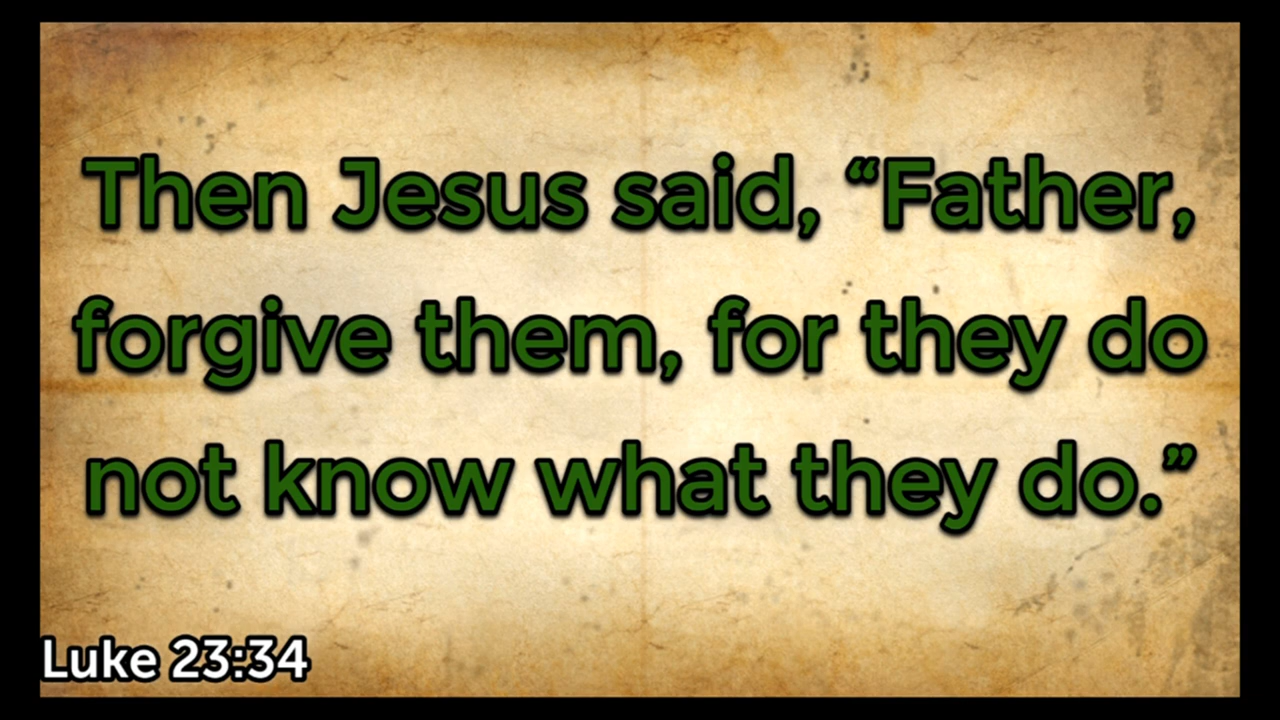 Then Jesus said, “Father,
forgive them, for they do
not know what they do.”
Luke 23:34